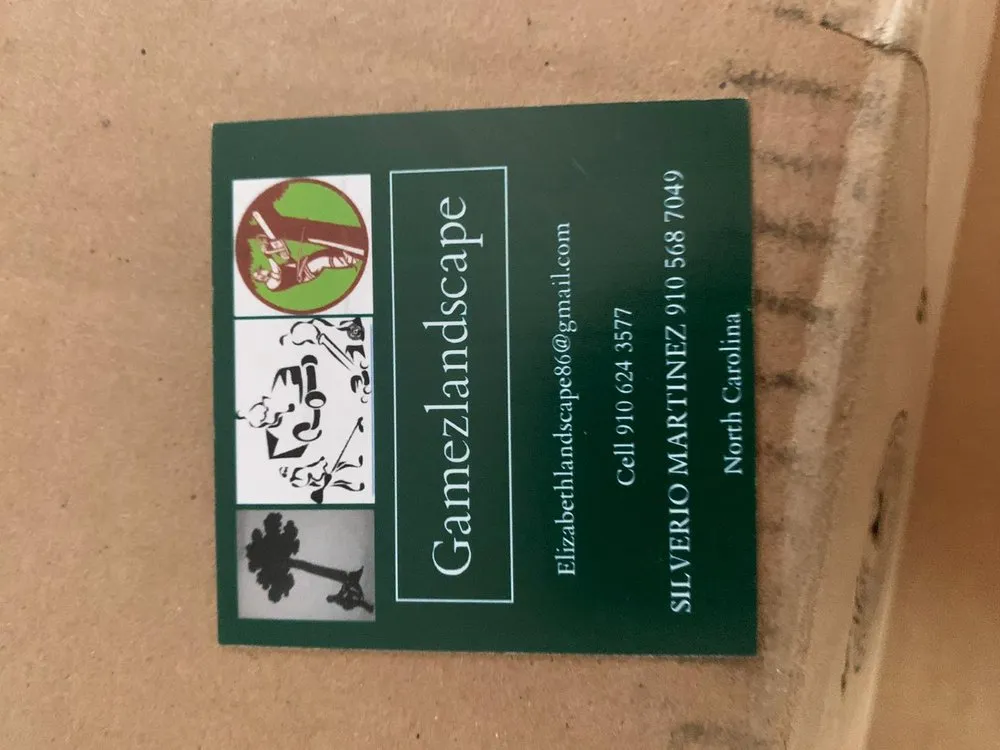 Gamezlandscape
Elizabethlandscape86@gmail.com
Cell 910 624 3577
SILVERIO MARTINEZ 910 568 7049
North Carolina